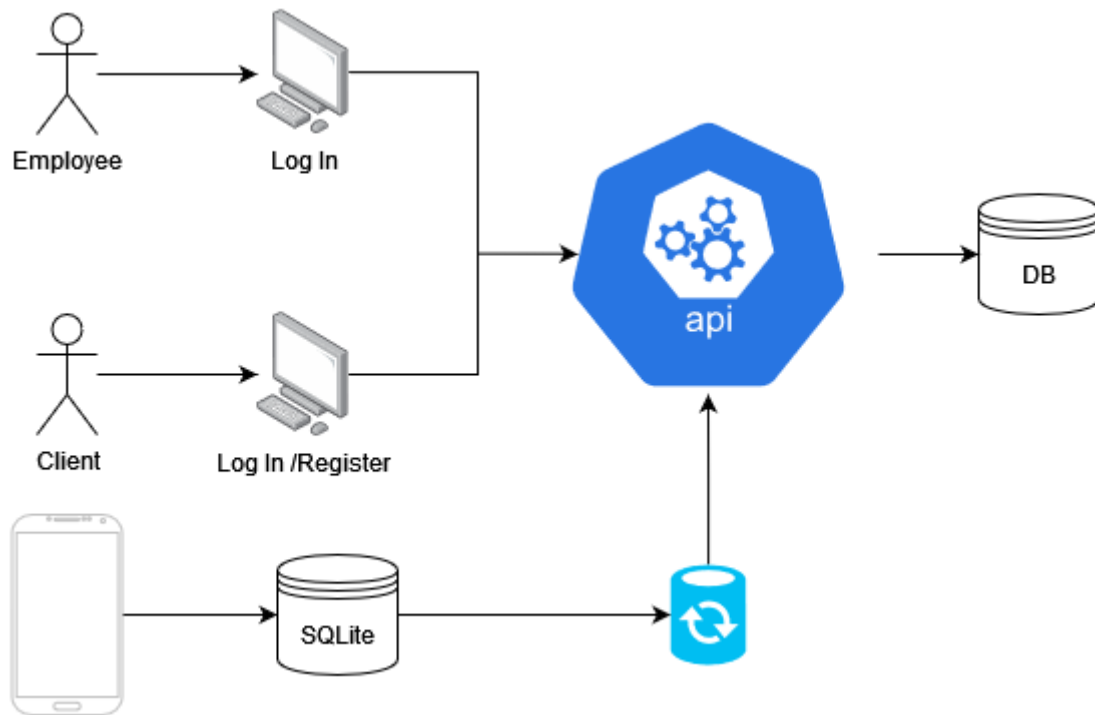 Employee
Log In
api
DB
Client
Log In /Register
SQLite